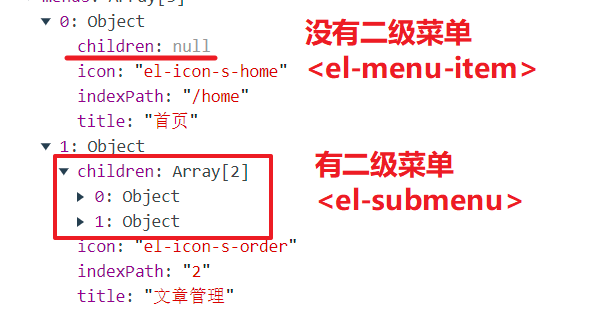 menus: Array[5]
▼ 0: Object
children: null
icon: "el-icon-s-home"
indexPath: "/home"
title: "首页"
▼ 1: Object
▼ children: Array[2]
▶ 0: Object
▶ 1: Object
icon: "el-icon-s-order"
indexPath: "2"
title: "文章管理"
没有二级菜单
<el-menu-item>
有二级菜单
<el-submenu>